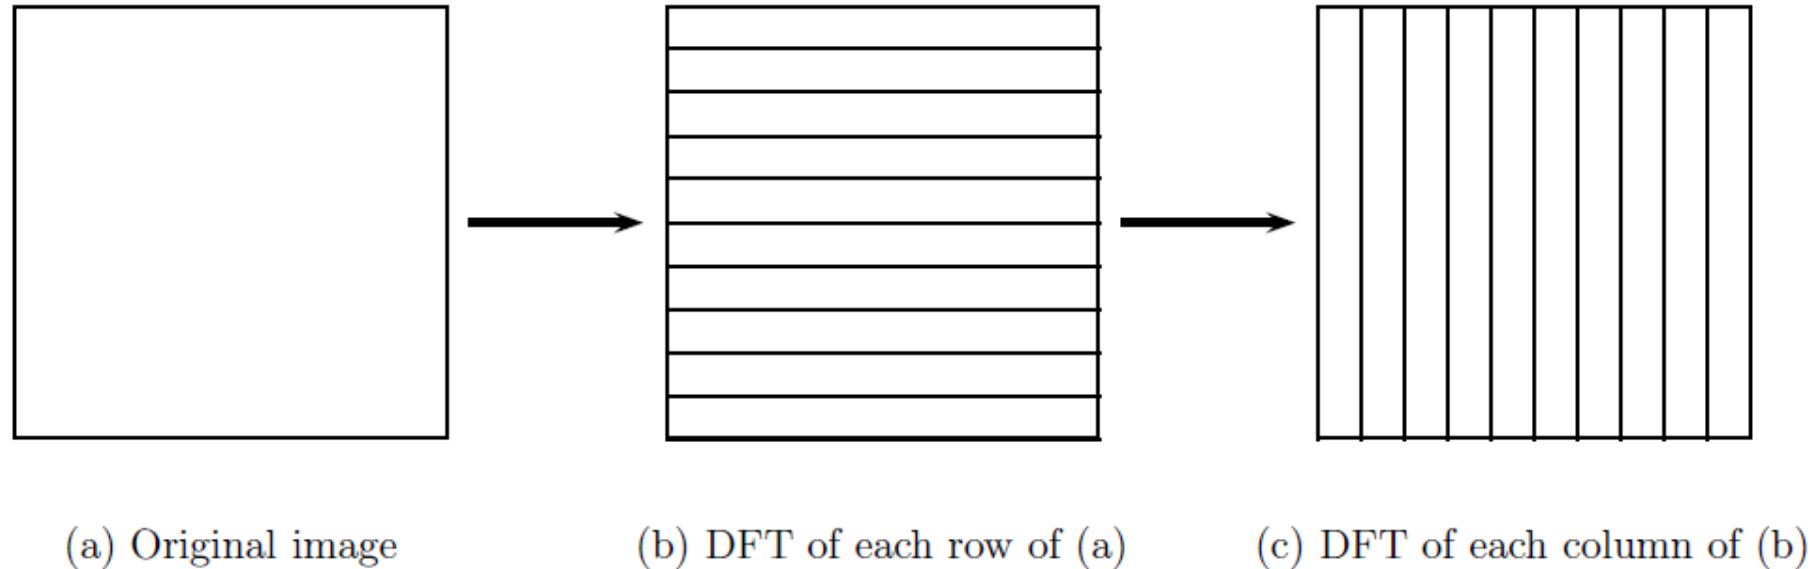 (a) Original image
(b) DFT of each row of (a)
(c) DFT of each column of (b)